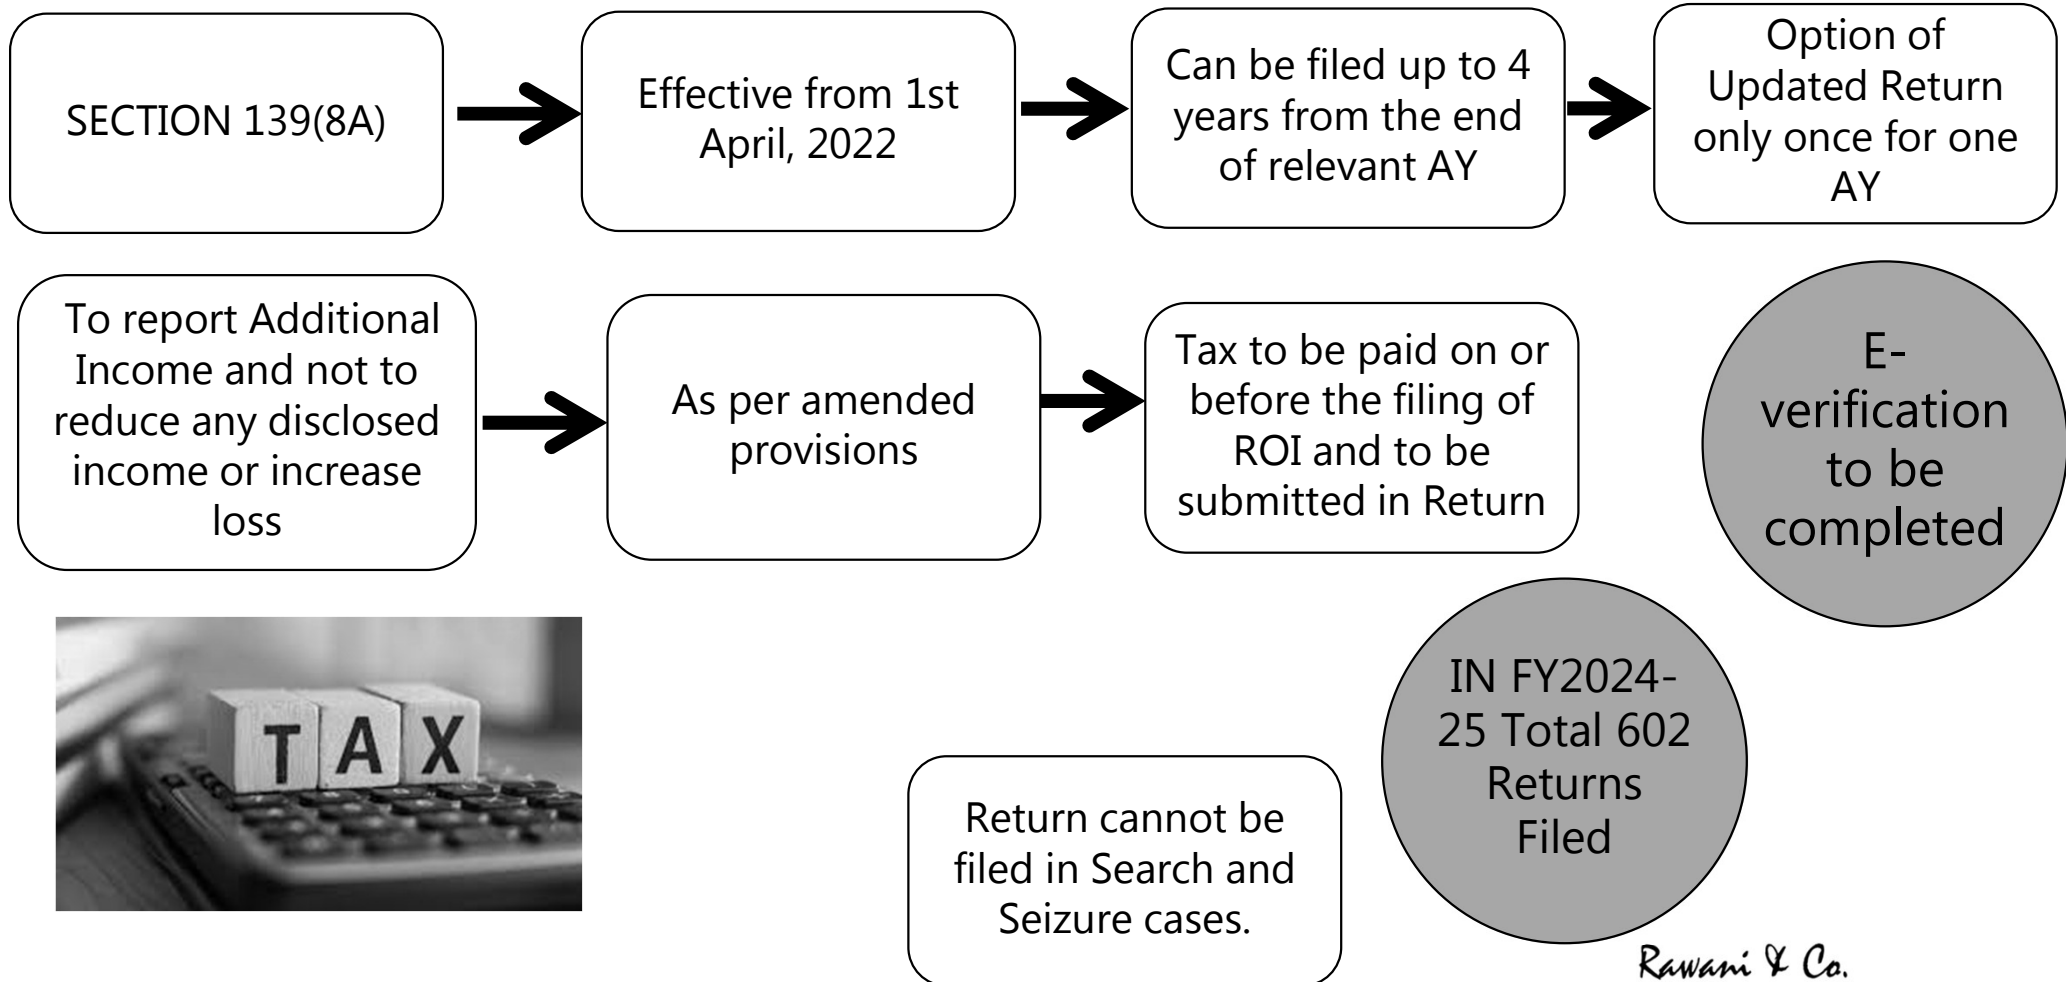 SECTION 139(8A)
Effective from 1st
April, 2022
Can be filed up to 4
years from the end
of relevant AY
Option of
Updated Return
only once for one
AY
To report Additional
Income and not to
reduce any disclosed
income or increase
loss
As per amended
provisions
Tax to be paid on or
before the filing of
ROI and to be
submitted in Return
E-
verification
to be
completed
TAX
IN FY2024-
25 Total 602
Returns
Filed
Return cannot be
filed in Search and
Seizure cases.
Rawani & Co.